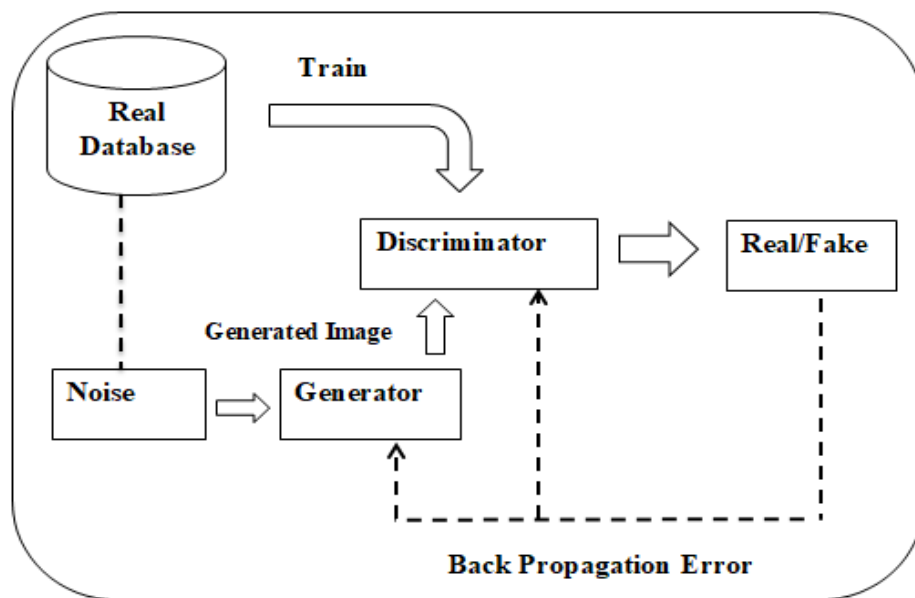 Train
Real
Database
Discriminator
Real/Fake
Generated Image
Noise
Generator
Back Propagation Error